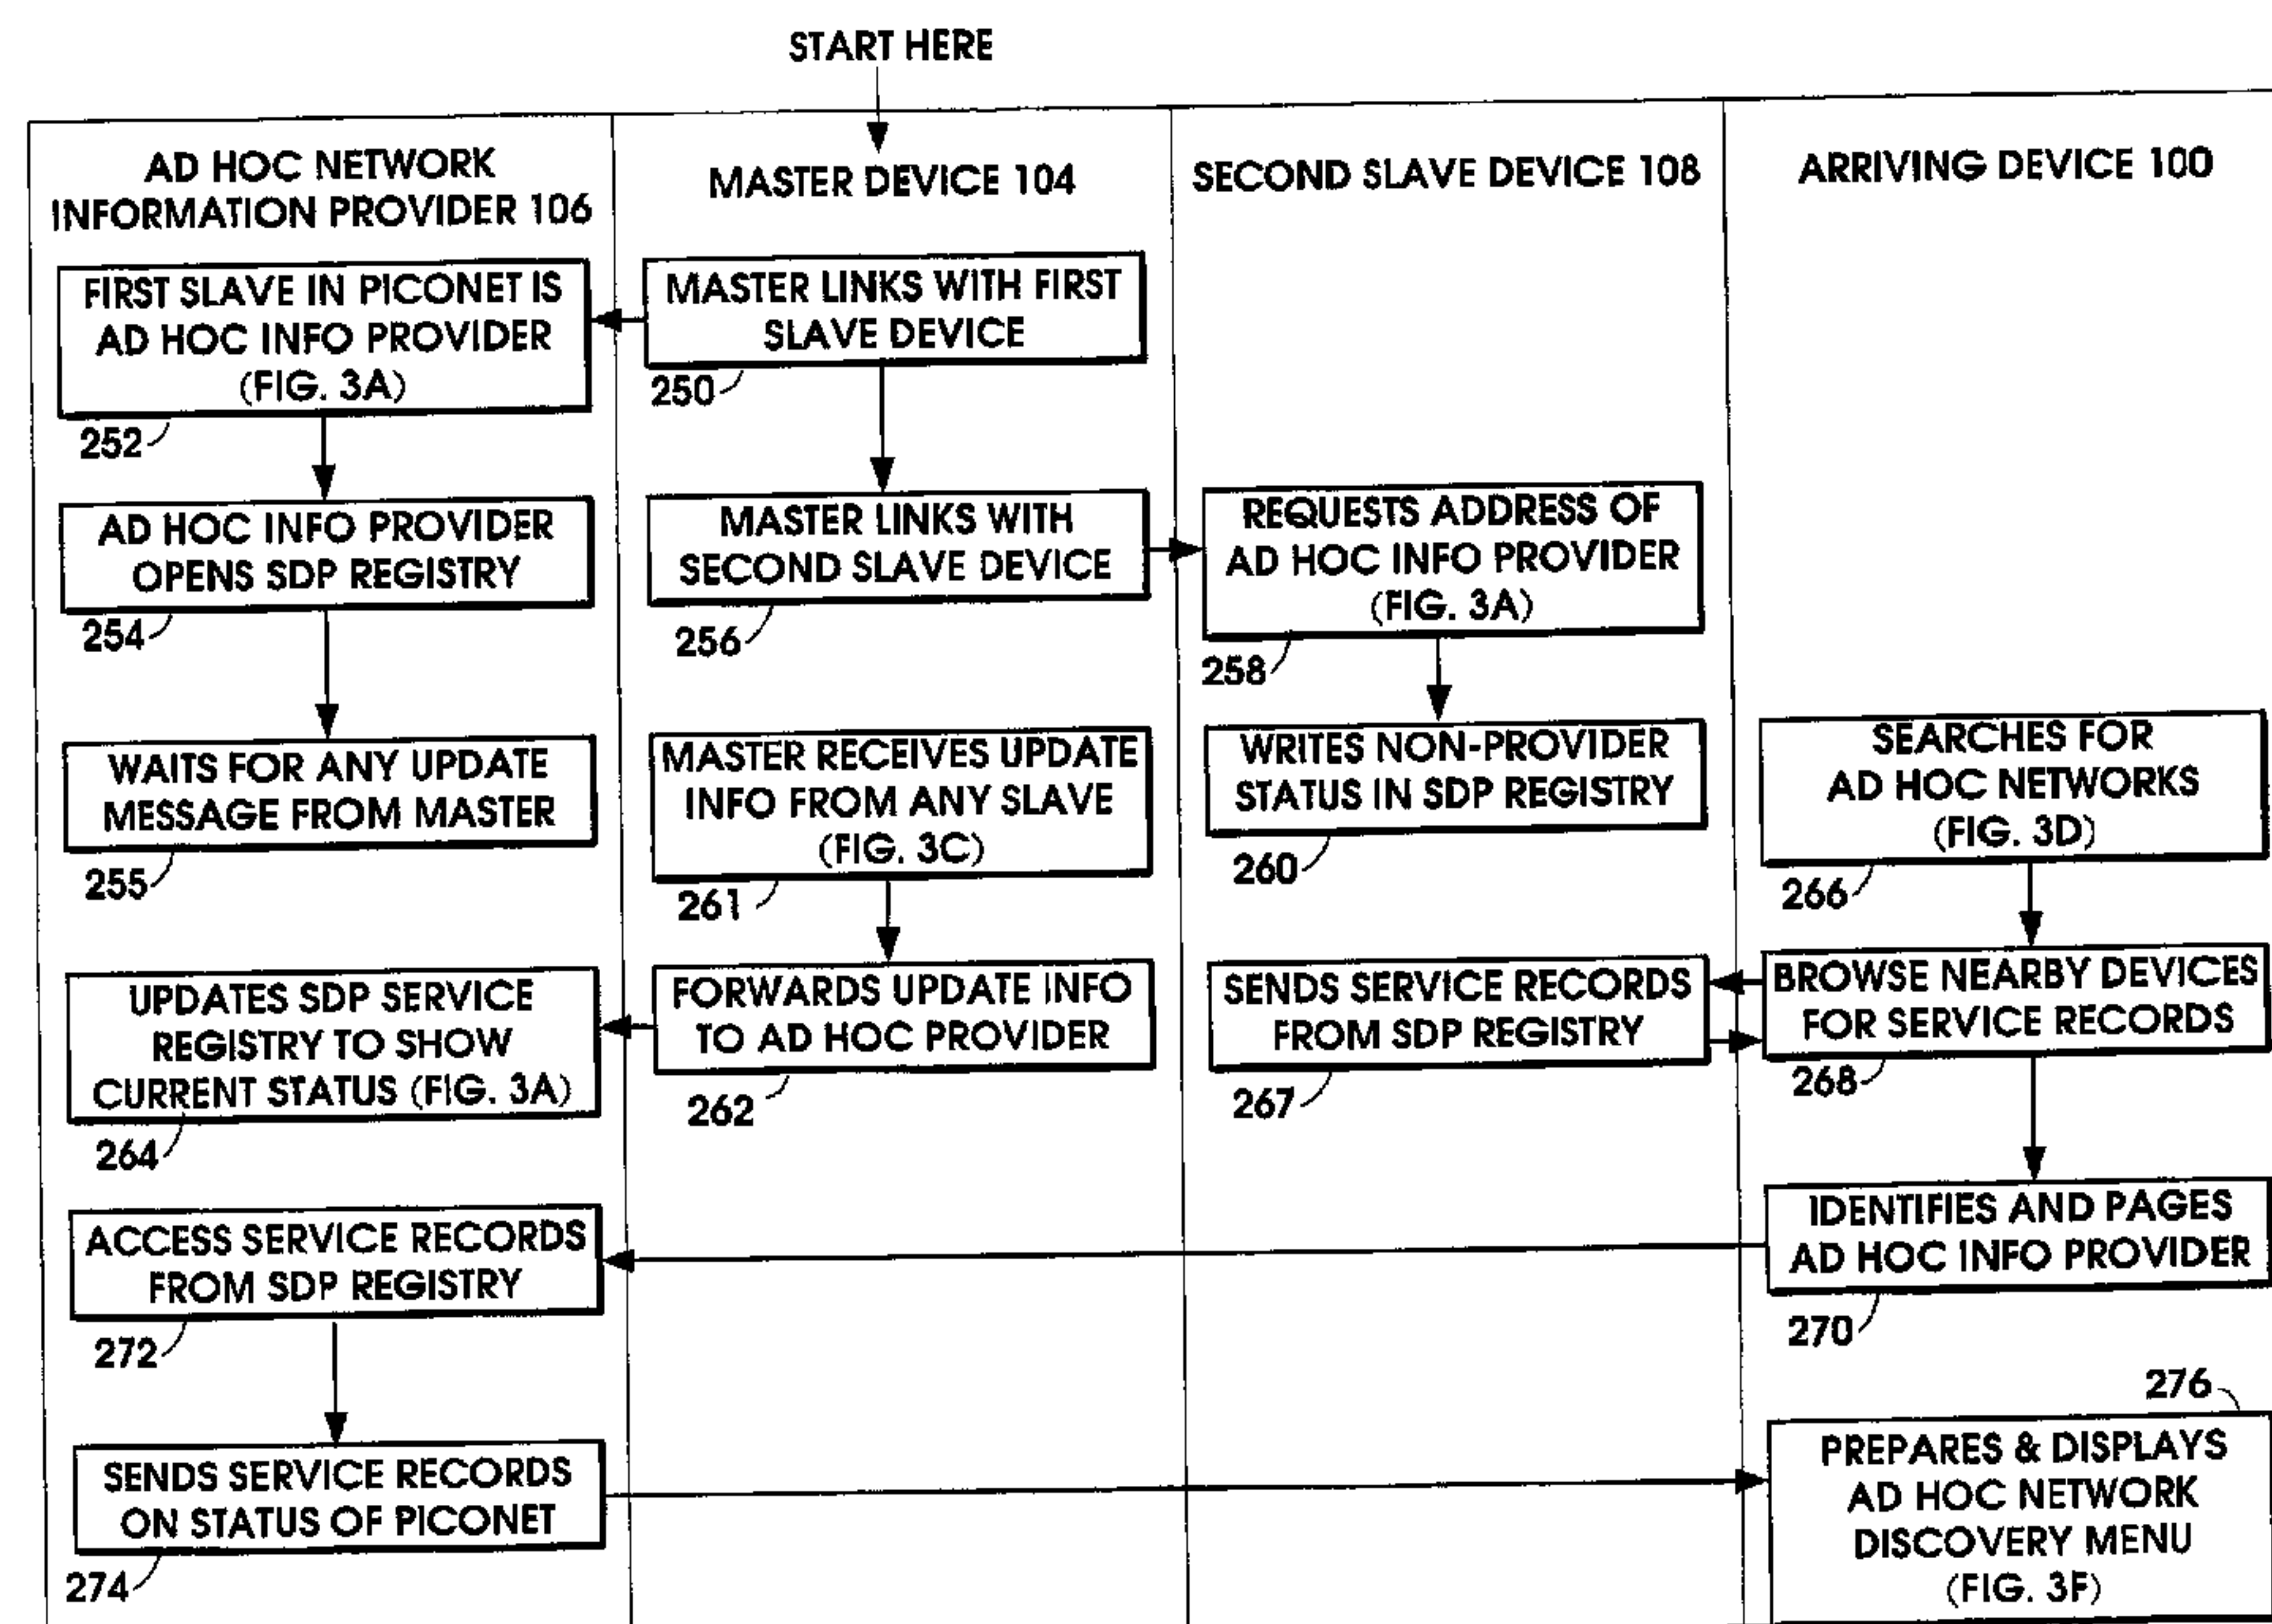 START HERE
AD HOC NETWORK
INFORMATION PROVIDER 106
MASTER DEVICE 104
SECOND SLAVE DEVICE 108
ARRIVING DEVICE 100
FIRST SLAVE IN PICONET IS
AD HOC INFO PROVIDER
(FIG. 3A)
252
MASTER LINKS WITH FIRST
SLAVE DEVICE
250
AD HOC INFO PROVIDER
OPENS SDP REGISTRY
254
MASTER LINKS WITH
SECOND SLAVE DEVICE
256
REQUESTS ADDRESS OF
AD HOC INFO PROVIDER
(FIG. 3A)
258
WAITS FOR ANY UPDATE
MESSAGE FROM MASTER
255
MASTER RECEIVES UPDATE
INFO FROM ANY SLAVE
(FIG. 3C)
261
WRITES NON-PROVIDER
STATUS IN SDP REGISTRY
260
SEARCHES FOR
AD HOC NETWORKS
(FIG. 3D)
266
UPDATES SDP SERVICE
REGISTRY TO SHOW
CURRENT STATUS (FIG. 3A)
264
FORWARDS UPDATE INFO
TO AD HOC PROVIDER
262
SENDS SERVICE RECORDS
FROM SDP REGISTRY
267
BROWSE NEARBY DEVICES
FOR SERVICE RECORDS
268
ACCESS SERVICE RECORDS
FROM SDP REGISTRY
272
IDENTIFIES AND PAGES
AD HOC INFO PROVIDER
270
SENDS SERVICE RECORDS
ON STATUS OF PICONET
274
276
PREPARES & DISPLAYS
AD HOC NETWORK
DISCOVERY MENU
(FIG. 3F)